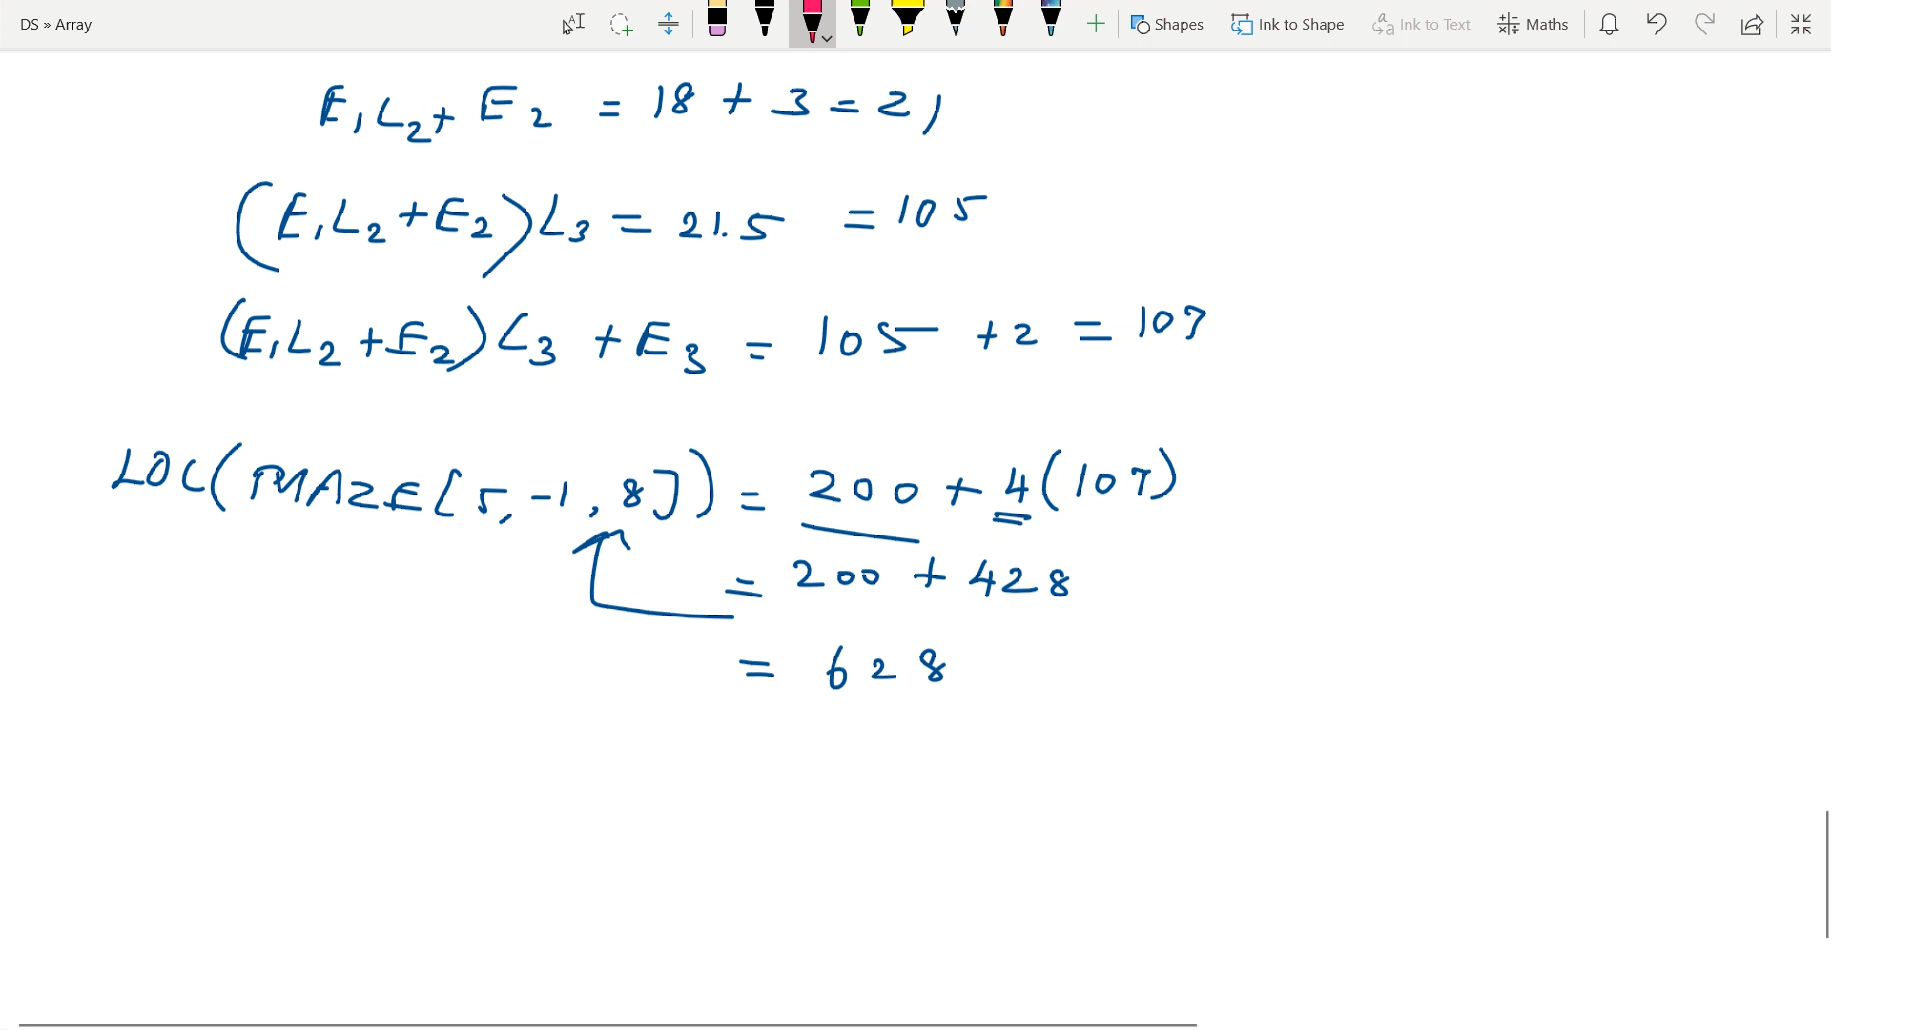 DS » Array Shapes Ink to Shape Ink to Text Maths
E₁L₂ + E₂ = 18 + 3 = 21
(E₁L₂ + E₂)L₃ = 21.5 = 105
(E₁L₂ + E₂)L₃ + E₃ = 105 + 2 = 107
LOC(MAZE[5, -1, 8]) = 200 + 4(107)
= 200 + 428
= 628